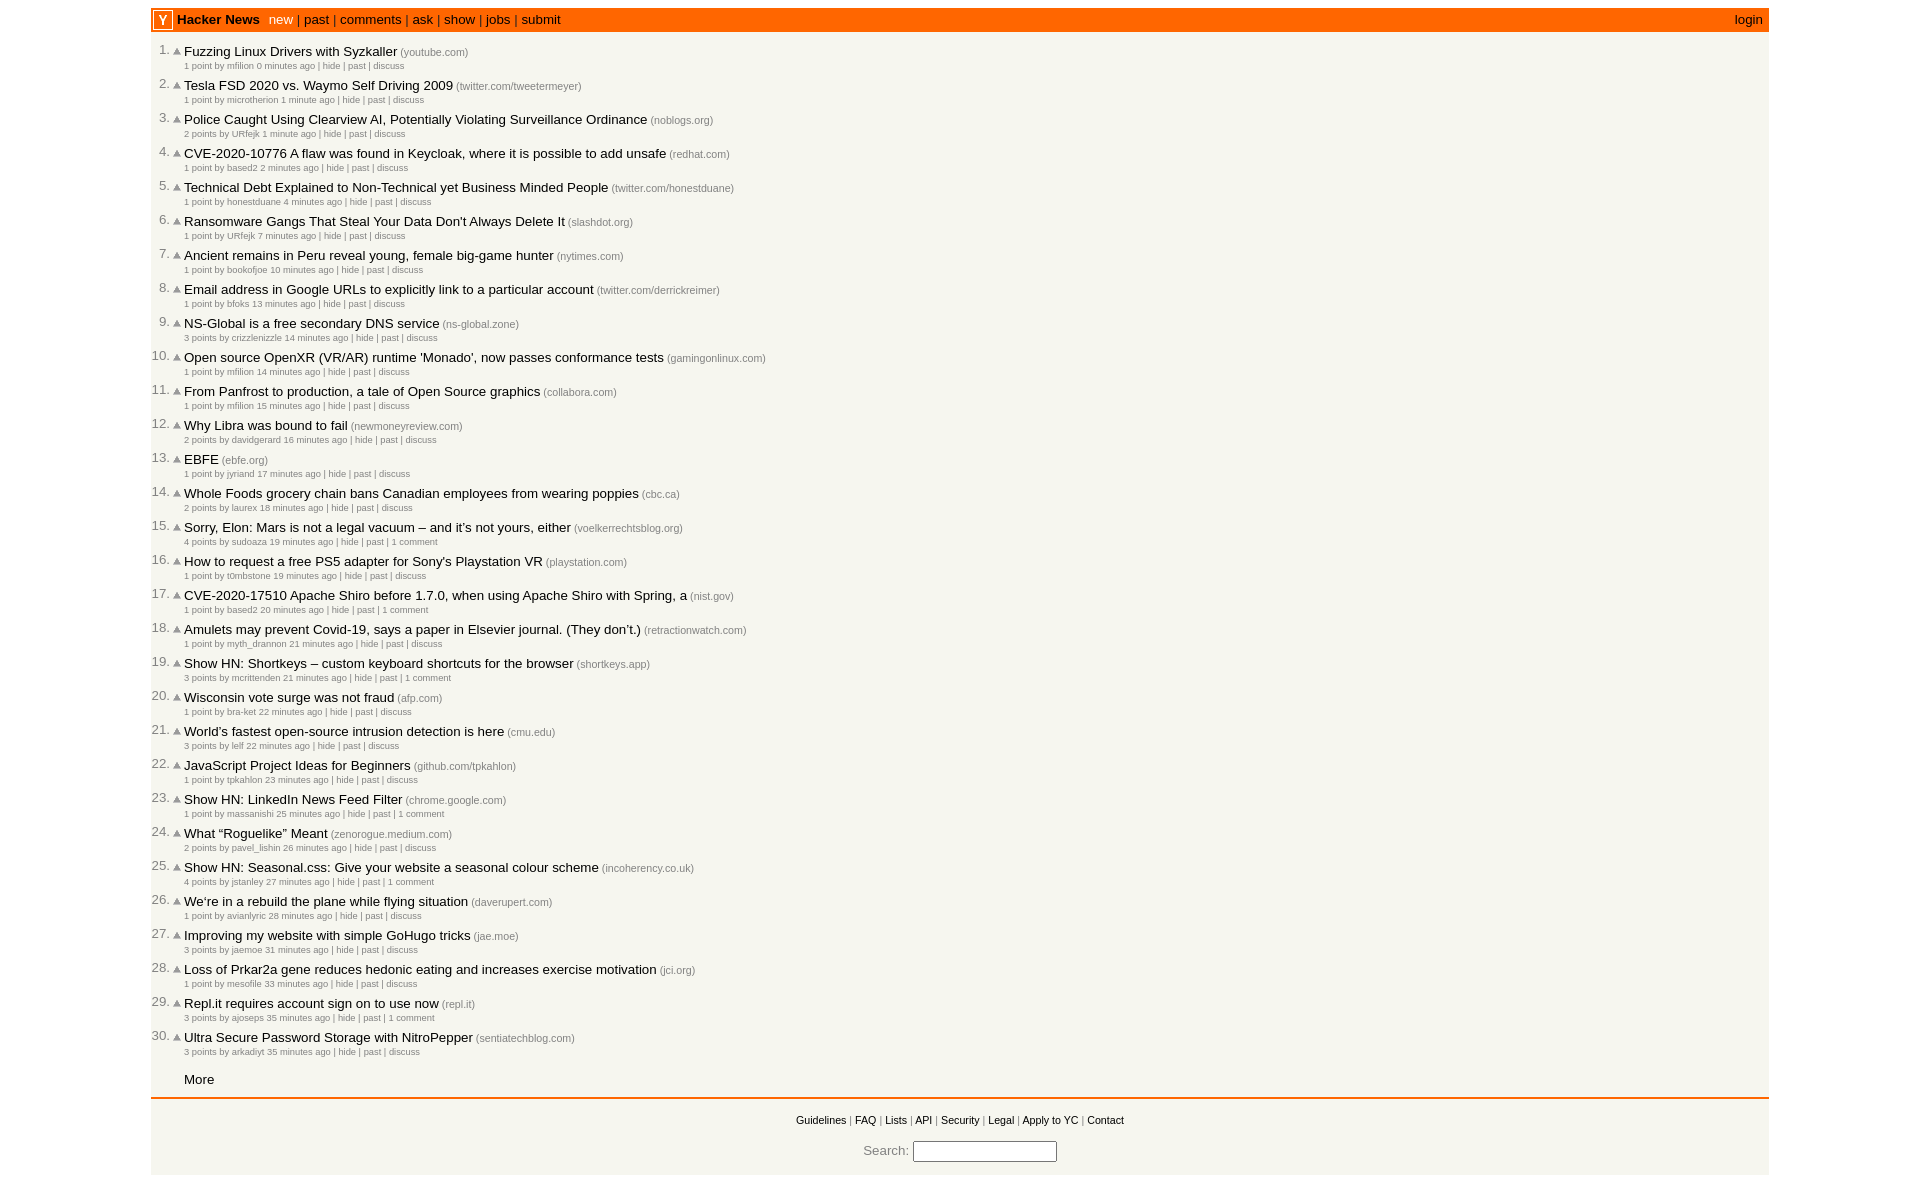 Y Hacker News new | past | comments | ask | show | jobs | submit login
1. Fuzzing Linux Drivers with Syzkaller (youtube.com)
1 point by mfilion 0 minutes ago | hide | past | discuss
2. Tesla FSD 2020 vs. Waymo Self Driving 2009 (twitter.com/tweetermeyer)
1 point by microtherion 1 minute ago | hide | past | discuss
3. Police Caught Using Clearview AI, Potentially Violating Surveillance Ordinance (noblogs.org)
2 points by URfejk 1 minute ago | hide | past | discuss
4. CVE-2020-10776 A flaw was found in Keycloak, where it is possible to add unsafe (redhat.com)
1 point by based2 2 minutes ago | hide | past | discuss
5. Technical Debt Explained to Non-Technical yet Business Minded People (twitter.com/honestduane)
1 point by honestduane 4 minutes ago | hide | past | discuss
6. Ransomware Gangs That Steal Your Data Don't Always Delete It (slashdot.org)
1 point by URfejk 7 minutes ago | hide | past | discuss
7. Ancient remains in Peru reveal young, female big-game hunter (nytimes.com)
1 point by bookofjoe 10 minutes ago | hide | past | discuss
8. Email address in Google URLs to explicitly link to a particular account (twitter.com/derrickreimer)
1 point by bfoks 13 minutes ago | hide | past | discuss
9. NS-Global is a free secondary DNS service (ns-global.zone)
3 points by crizzlenizzle 14 minutes ago | hide | past | discuss
10. Open source OpenXR (VR/AR) runtime 'Monado', now passes conformance tests (gamingonlinux.com)
1 point by mfilion 14 minutes ago | hide | past | discuss
11. From Panfrost to production, a tale of Open Source graphics (collabora.com)
1 point by mfilion 15 minutes ago | hide | past | discuss
12. Why Libra was bound to fail (newmoneyreview.com)
2 points by davidgerard 16 minutes ago | hide | past | discuss
13. EBFE (ebfe.org)
1 point by jyriand 17 minutes ago | hide | past | discuss
14. Whole Foods grocery chain bans Canadian employees from wearing poppies (cbc.ca)
2 points by laurex 18 minutes ago | hide | past | discuss
15. Sorry, Elon: Mars is not a legal vacuum – and it’s not yours, either (voelkerrechtsblog.org)
4 points by sudoaza 19 minutes ago | hide | past | 1 comment
16. How to request a free PS5 adapter for Sony's Playstation VR (playstation.com)
1 point by t0mbstone 19 minutes ago | hide | past | discuss
17. CVE-2020-17510 Apache Shiro before 1.7.0, when using Apache Shiro with Spring, a (nist.gov)
1 point by based2 20 minutes ago | hide | past | 1 comment
18. Amulets may prevent Covid-19, says a paper in Elsevier journal. (They don’t.) (retractionwatch.com)
1 point by myth_drannon 21 minutes ago | hide | past | discuss
19. Show HN: Shortkeys – custom keyboard shortcuts for the browser (shortkeys.app)
3 points by mcrittenden 21 minutes ago | hide | past | 1 comment
20. Wisconsin vote surge was not fraud (afp.com)
1 point by bra-ket 22 minutes ago | hide | past | discuss
21. World’s fastest open-source intrusion detection is here (cmu.edu)
3 points by lelf 22 minutes ago | hide | past | discuss
22. JavaScript Project Ideas for Beginners (github.com/tpkahlon)
1 point by tpkahlon 23 minutes ago | hide | past | discuss
23. Show HN: LinkedIn News Feed Filter (chrome.google.com)
1 point by massanishi 25 minutes ago | hide | past | 1 comment
24. What “Roguelike” Meant (zenorogue.medium.com)
2 points by pavel_lishin 26 minutes ago | hide | past | discuss
25. Show HN: Seasonal.css: Give your website a seasonal colour scheme (incoherency.co.uk)
4 points by jstanley 27 minutes ago | hide | past | 1 comment
26. We‘re in a rebuild the plane while flying situation (daverupert.com)
1 point by avianlyric 28 minutes ago | hide | past | discuss
27. Improving my website with simple GoHugo tricks (jae.moe)
3 points by jaemoe 31 minutes ago | hide | past | discuss
28. Loss of Prkar2a gene reduces hedonic eating and increases exercise motivation (jci.org)
1 point by mesofile 33 minutes ago | hide | past | discuss
29. Repl.it requires account sign on to use now (repl.it)
3 points by ajoseps 35 minutes ago | hide | past | 1 comment
30. Ultra Secure Password Storage with NitroPepper (sentiatechblog.com)
3 points by arkadiyt 35 minutes ago | hide | past | discuss
More
Guidelines | FAQ | Lists | API | Security | Legal | Apply to YC | Contact
Search: